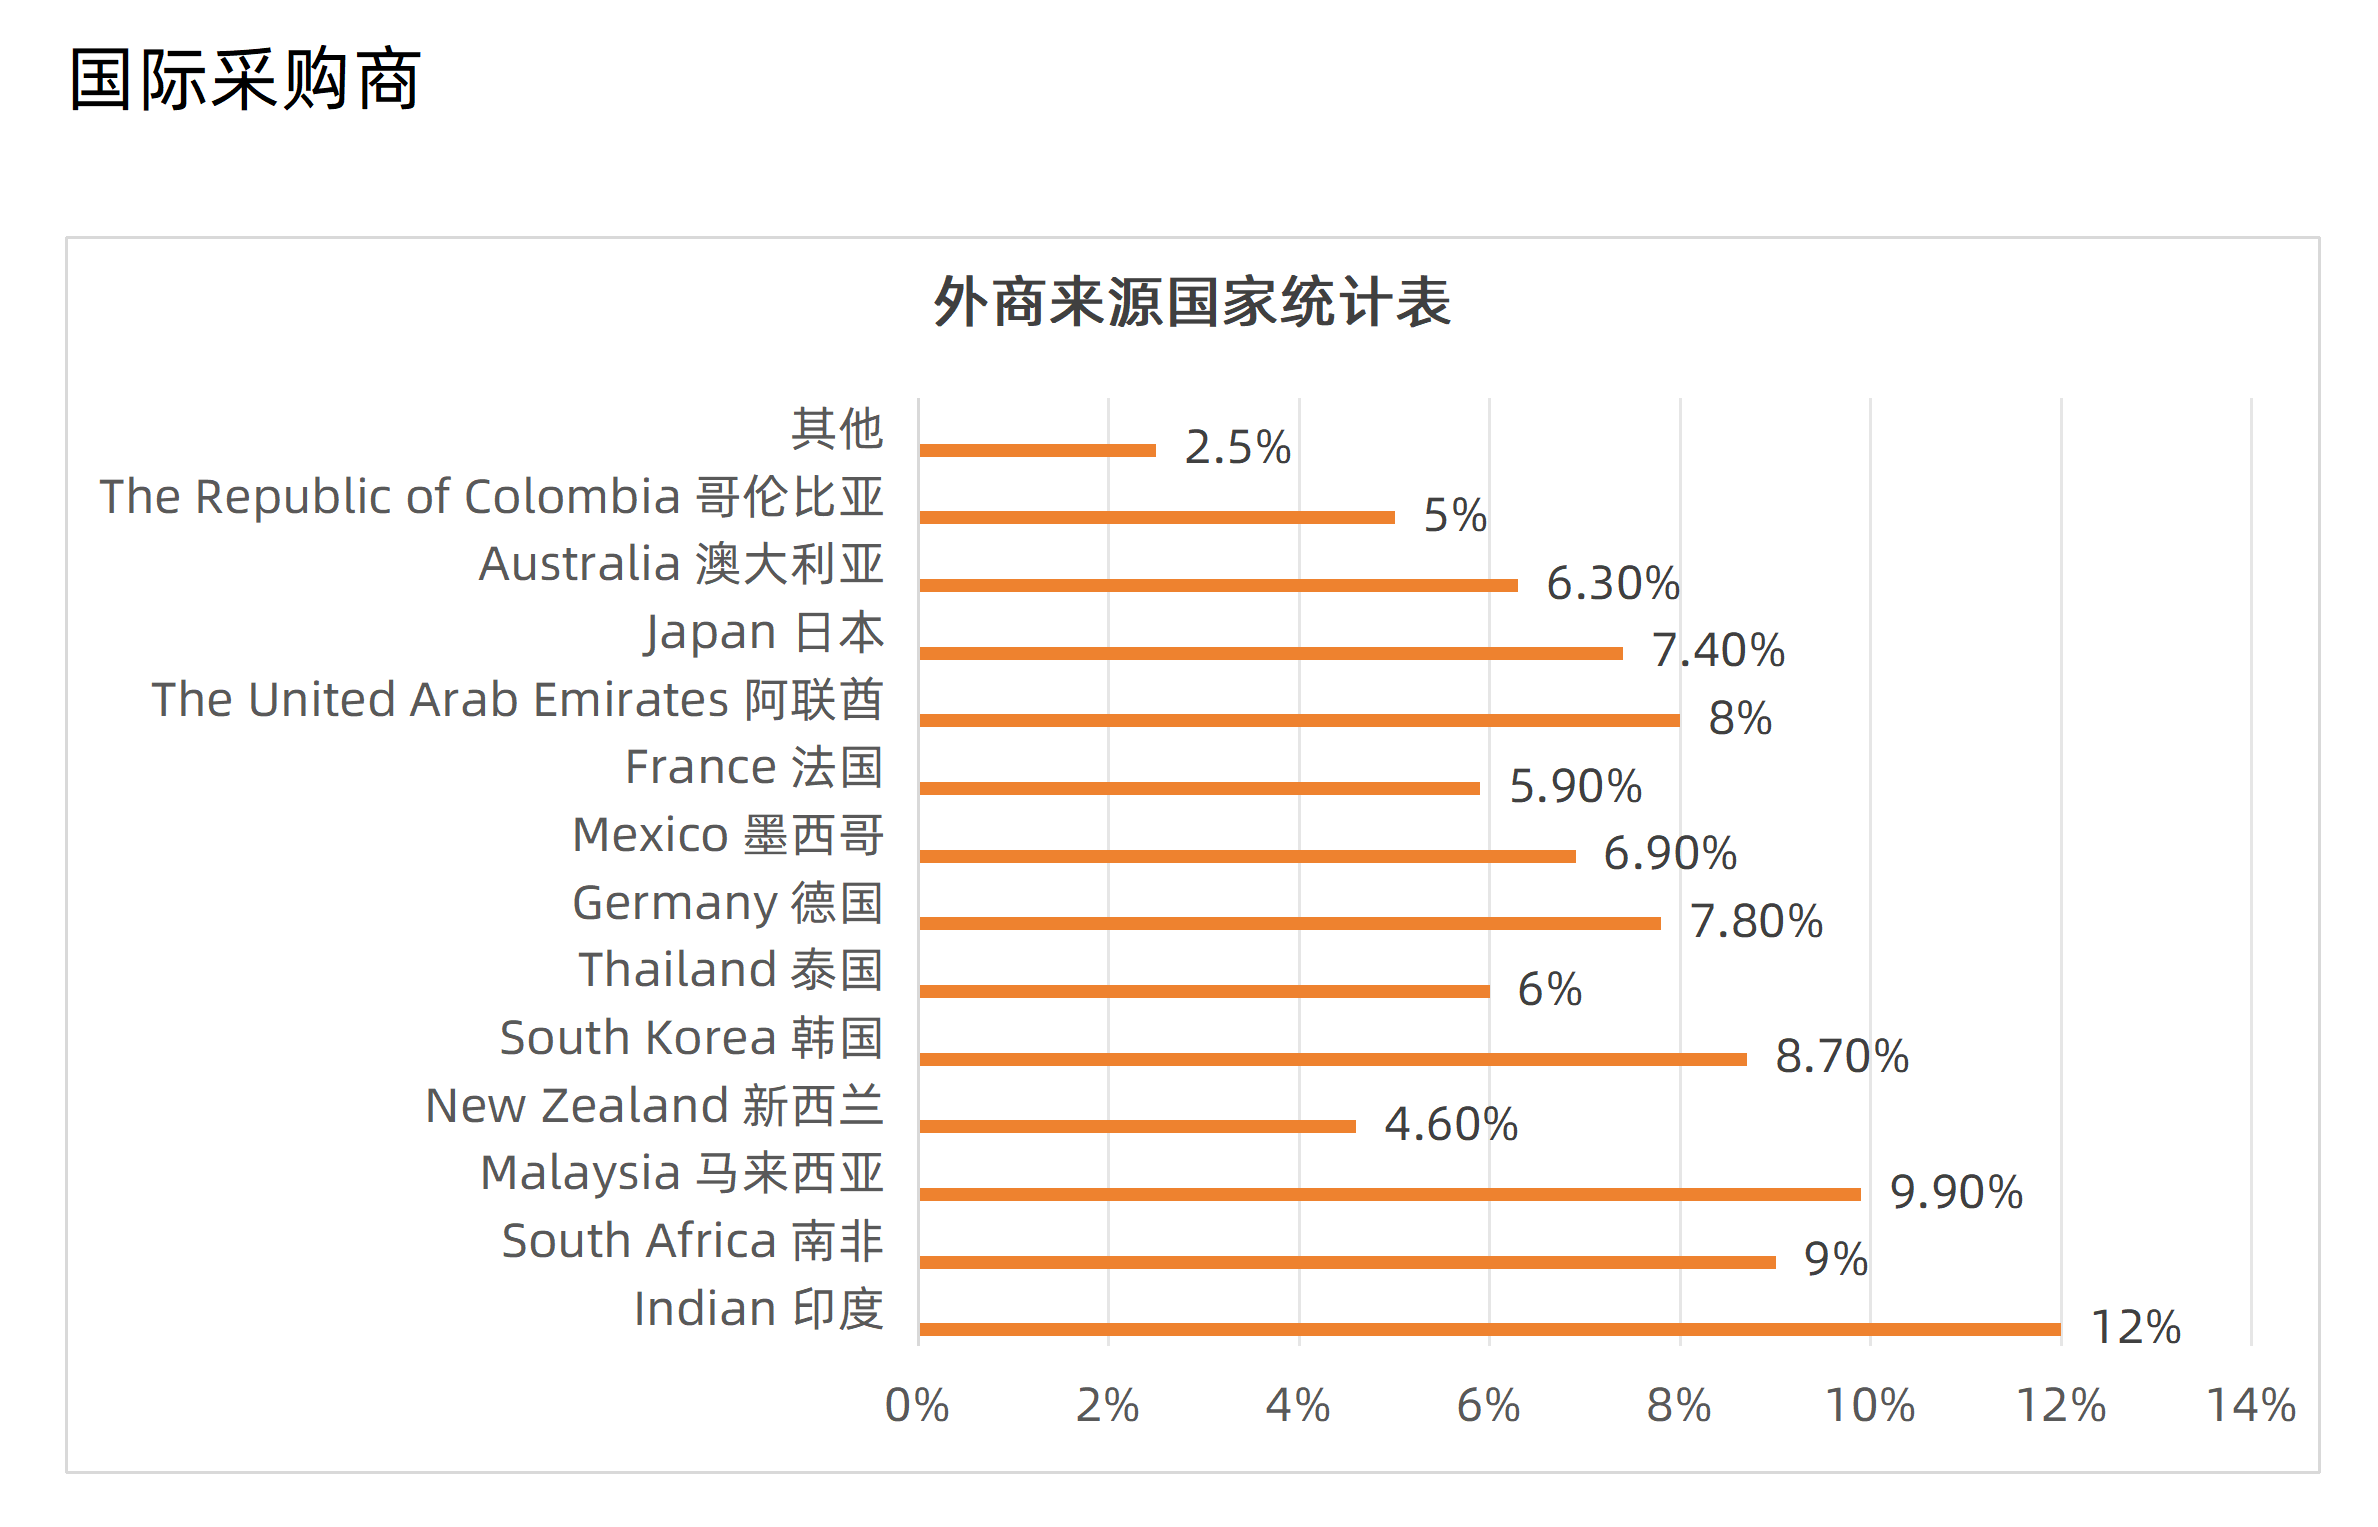 国际采购商
外商来源国家统计表
其他 2.5%
The Republic of Colombia 哥伦比亚 5%
Australia 澳大利亚 6.30%
Japan 日本 7.40%
The United Arab Emirates 阿联酋 8%
France 法国 5.90%
Mexico 墨西哥 6.90%
Germany 德国 7.80%
Thailand 泰国 6%
South Korea 韩国 8.70%
New Zealand 新西兰 4.60%
Malaysia 马来西亚 9.90%
South Africa 南非 9%
Indian 印度 12%
0% 2% 4% 6% 8% 10% 12% 14%